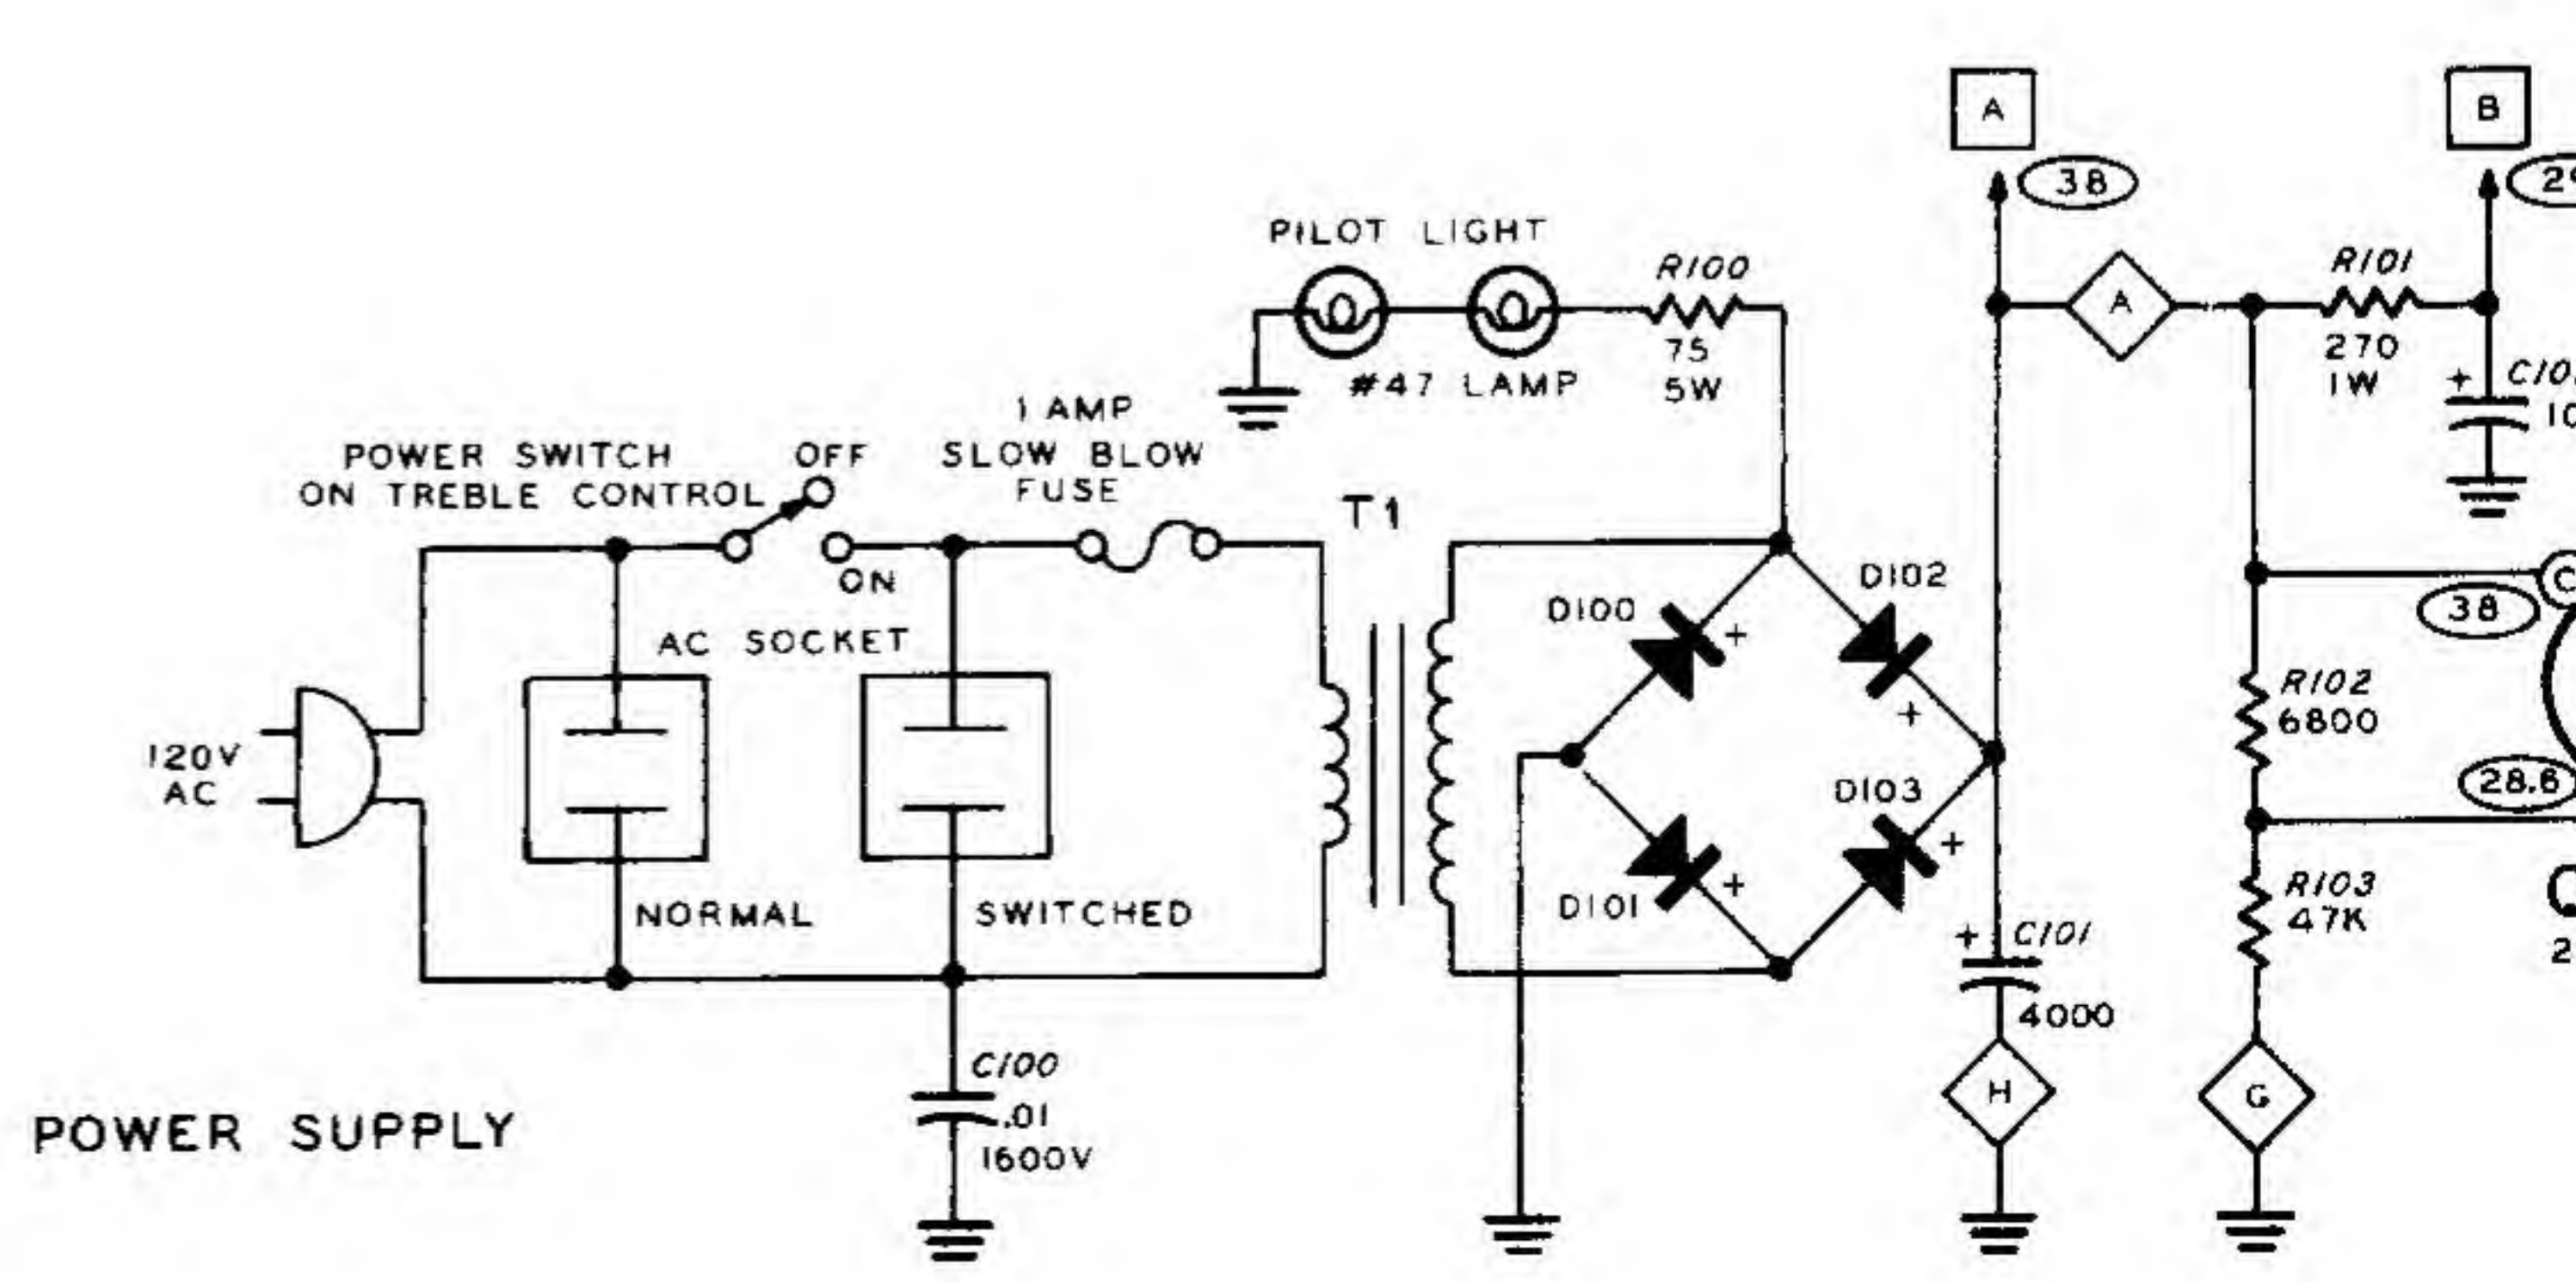 A
B
38
PILOT LIGHT
R100
75
5W
#47 LAMP
A
R101
270
1W
+
1 AMP
SLOW BLOW
FUSE
POWER SWITCH
ON TREBLE CONTROL
OFF
ON
T1
AC SOCKET
D100
+
D102
+
38
R102
6800
120V
AC
D101
+
D103
+
28.6
NORMAL
SWITCHED
+ C101
4000
R103
47K
C100
.01
1600V
H
G
POWER SUPPLY